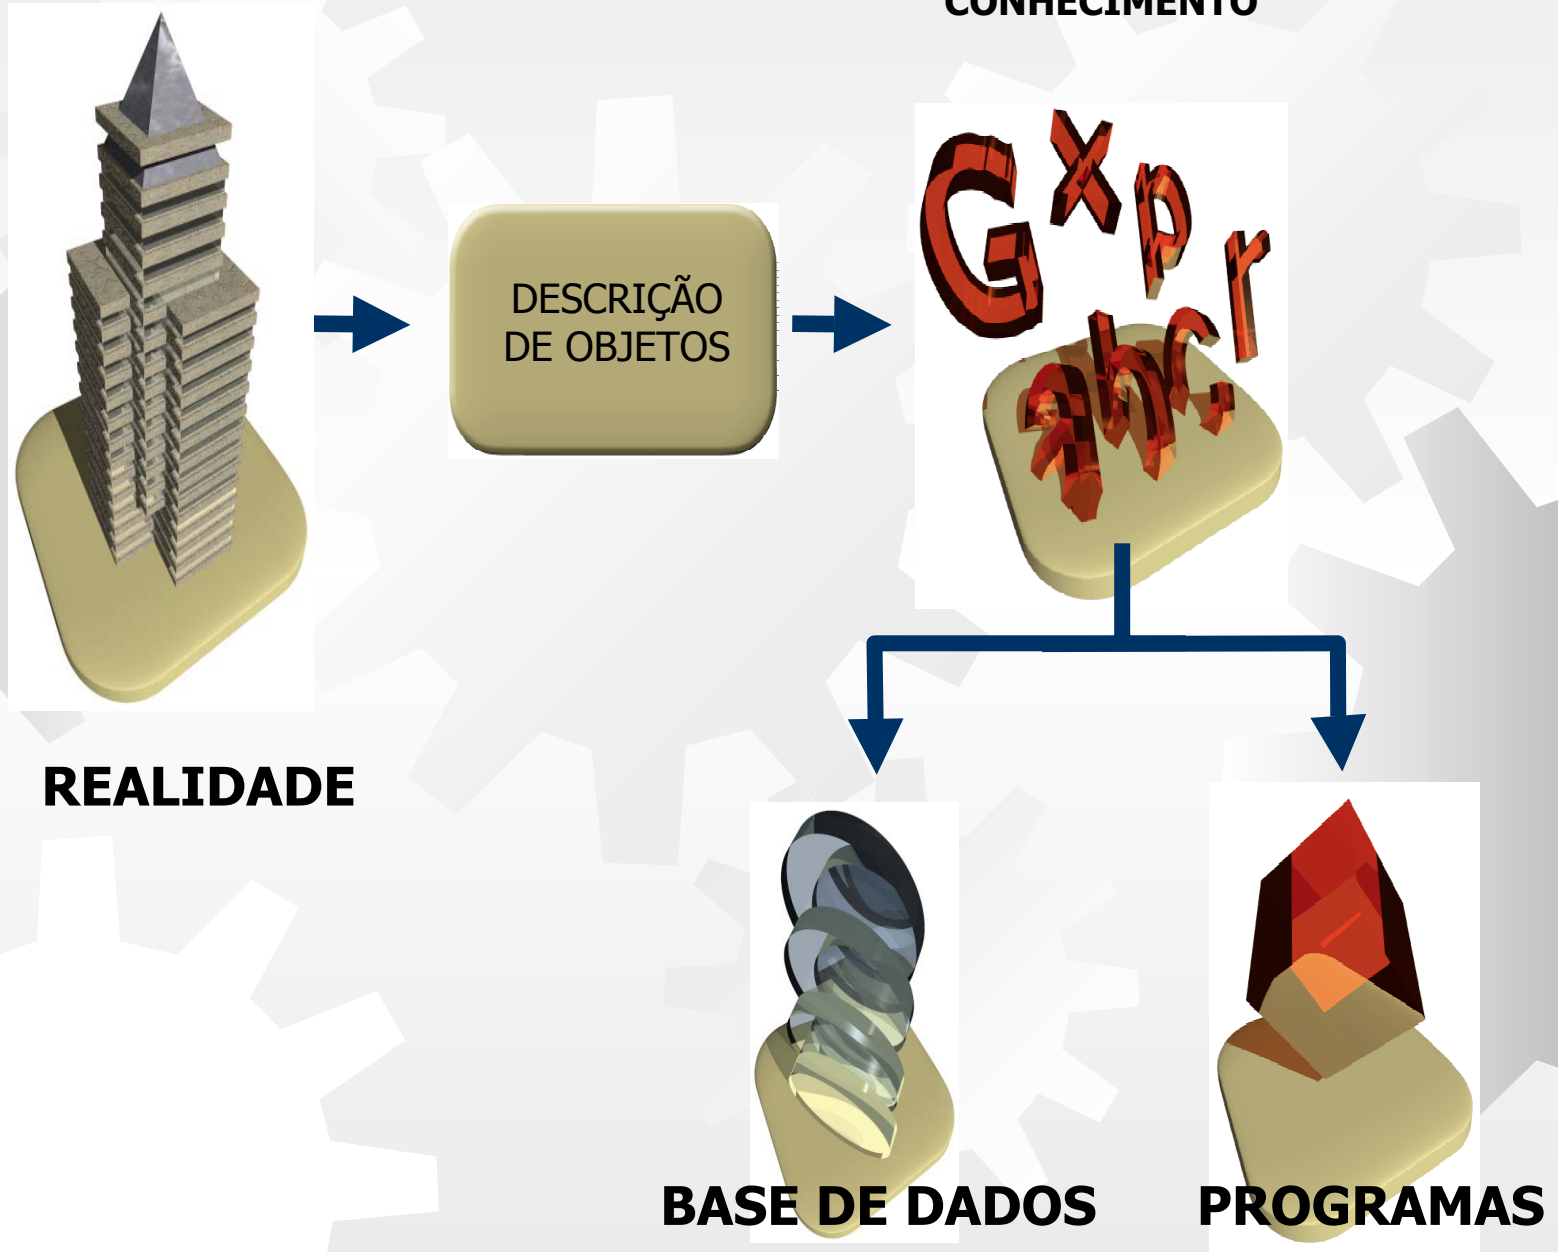 CONHECIMENTO
G x p r
a b c .
DESCRIÇÃO
DE OBJETOS
REALIDADE
BASE DE DADOS
PROGRAMAS